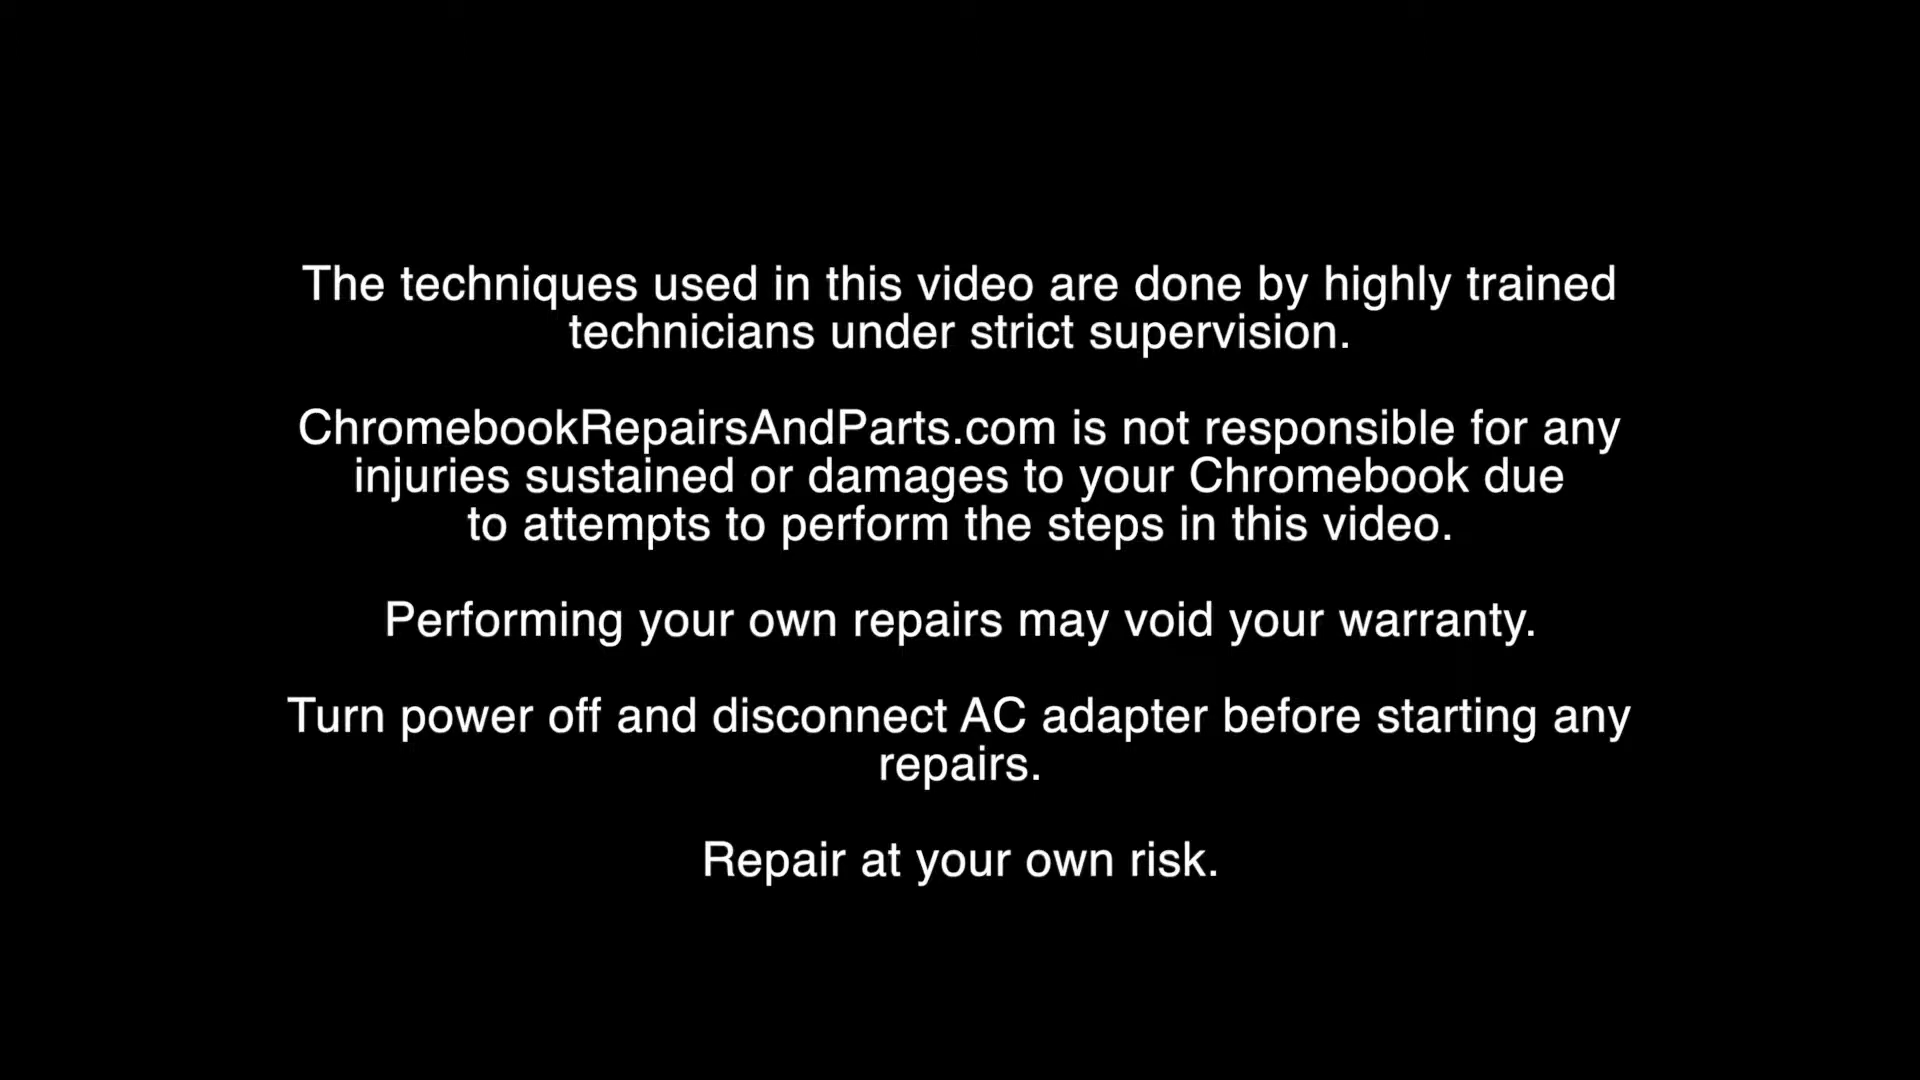 The techniques used in this video are done by highly trained
technicians under strict supervision.
ChromebookRepairsAndParts.com is not responsible for any
injuries sustained or damages to your Chromebook due
to attempts to perform the steps in this video.
Performing your own repairs may void your warranty.
Turn power off and disconnect AC adapter before starting any
repairs.
Repair at your own risk.